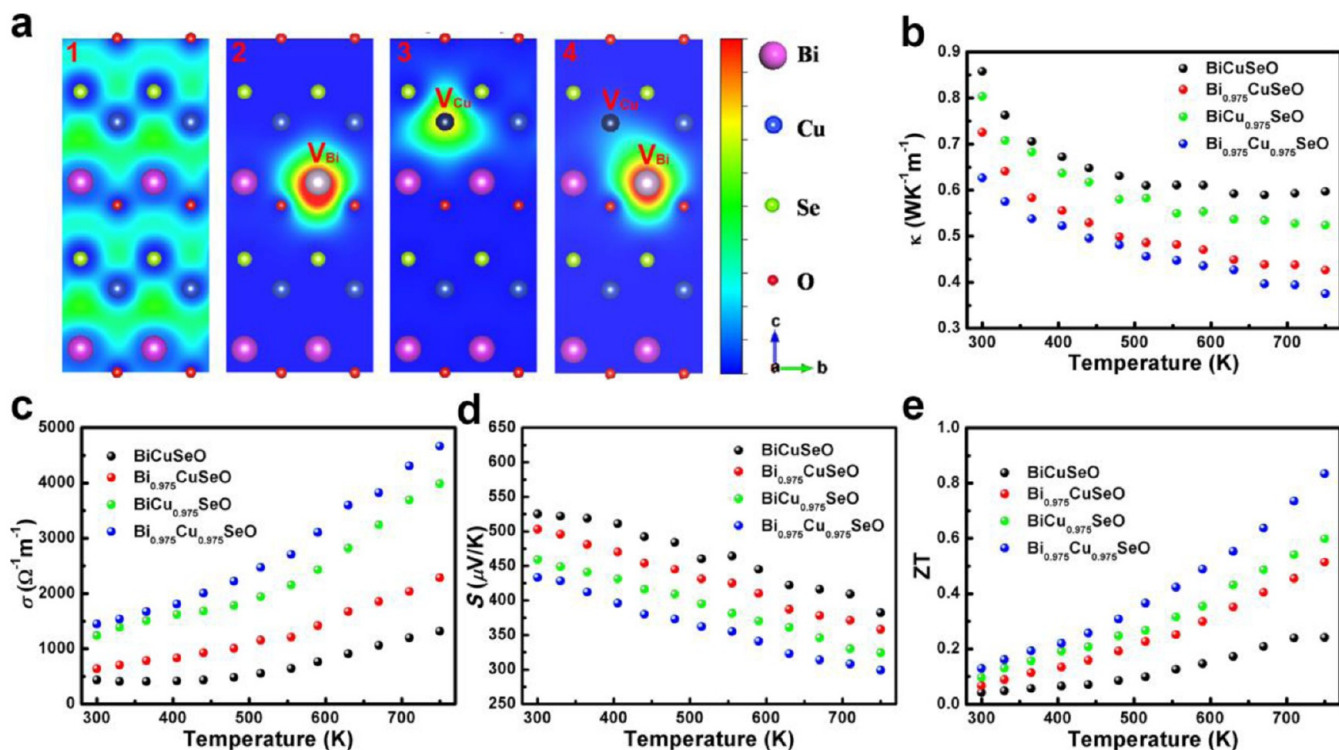 a
1
2
3
4
V_Bi
V_Cu
V_Cu
V_Bi
Bi
Cu
Se
O
c
a
b
b
κ (WK⁻¹m⁻¹)
0.9
0.8
0.7
0.6
0.5
0.4
0.3
BiCuSeO
Bi₀.₉₇₅CuSeO
BiCu₀.₉₇₅SeO
Bi₀.₉₇₅Cu₀.₉₇₅SeO
300 400 500 600 700
Temperature (K)
c
σ (Ω⁻¹m⁻¹)
5000
4000
3000
2000
1000
0
BiCuSeO
Bi₀.₉₇₅CuSeO
BiCu₀.₉₇₅SeO
Bi₀.₉₇₅Cu₀.₉₇₅SeO
300 400 500 600 700
Temperature (K)
d
S (μV/K)
650
600
550
500
450
400
350
300
250
BiCuSeO
Bi₀.₉₇₅CuSeO
BiCu₀.₉₇₅SeO
Bi₀.₉₇₅Cu₀.₉₇₅SeO
300 400 500 600 700
Temperature (K)
e
ZT
1.0
0.8
0.6
0.4
0.2
0.0
BiCuSeO
Bi₀.₉₇₅CuSeO
BiCu₀.₉₇₅SeO
Bi₀.₉₇₅Cu₀.₉₇₅SeO
300 400 500 600 700
Temperature (K)